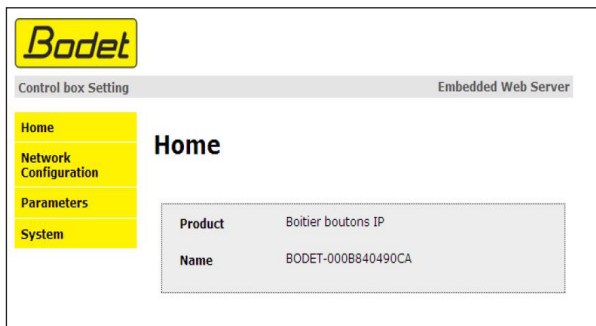 Bodet
Control box Setting
Embedded Web Server
Home
Network
Configuration
Parameters
System
Home
Product
Boitier boutons IP
Name
BODET-000B840490CA